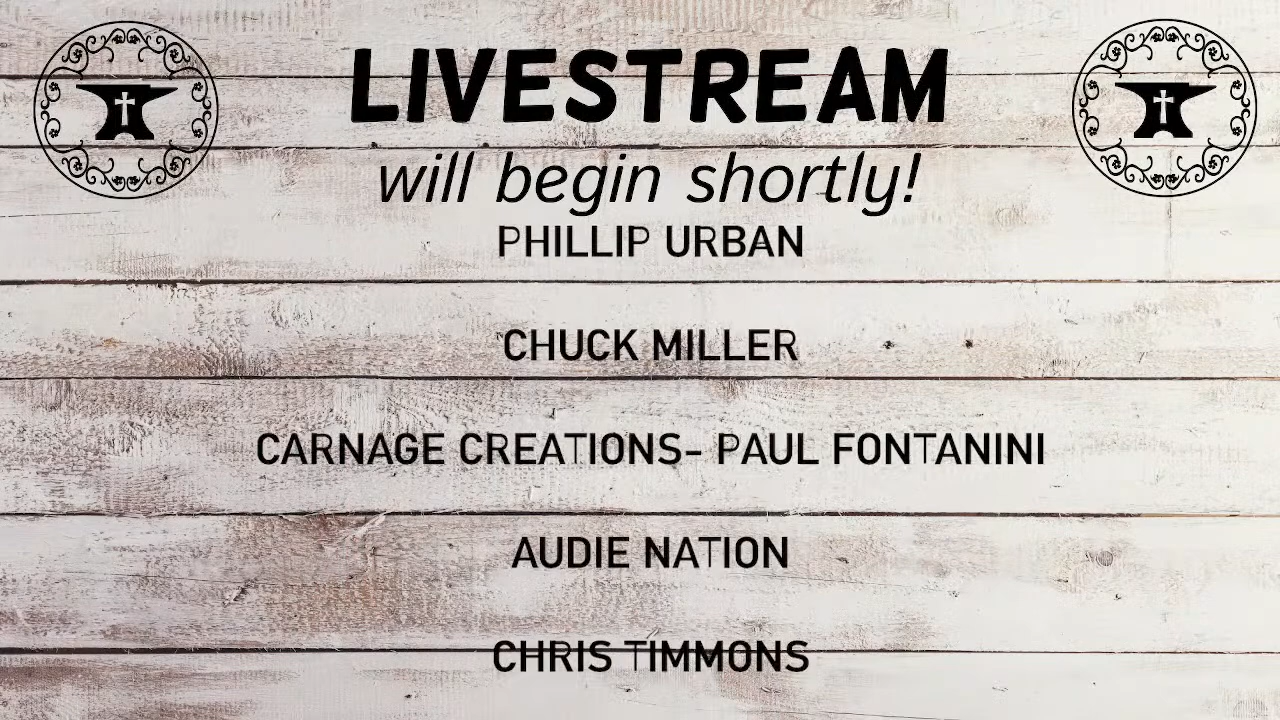 LIVESTREAM
will begin shortly!
PHILLIP URBAN
CHUCK MILLER
CARNAGE CREATIONS- PAUL FONTANINI
AUDIE NATION
CHRIS TIMMONS